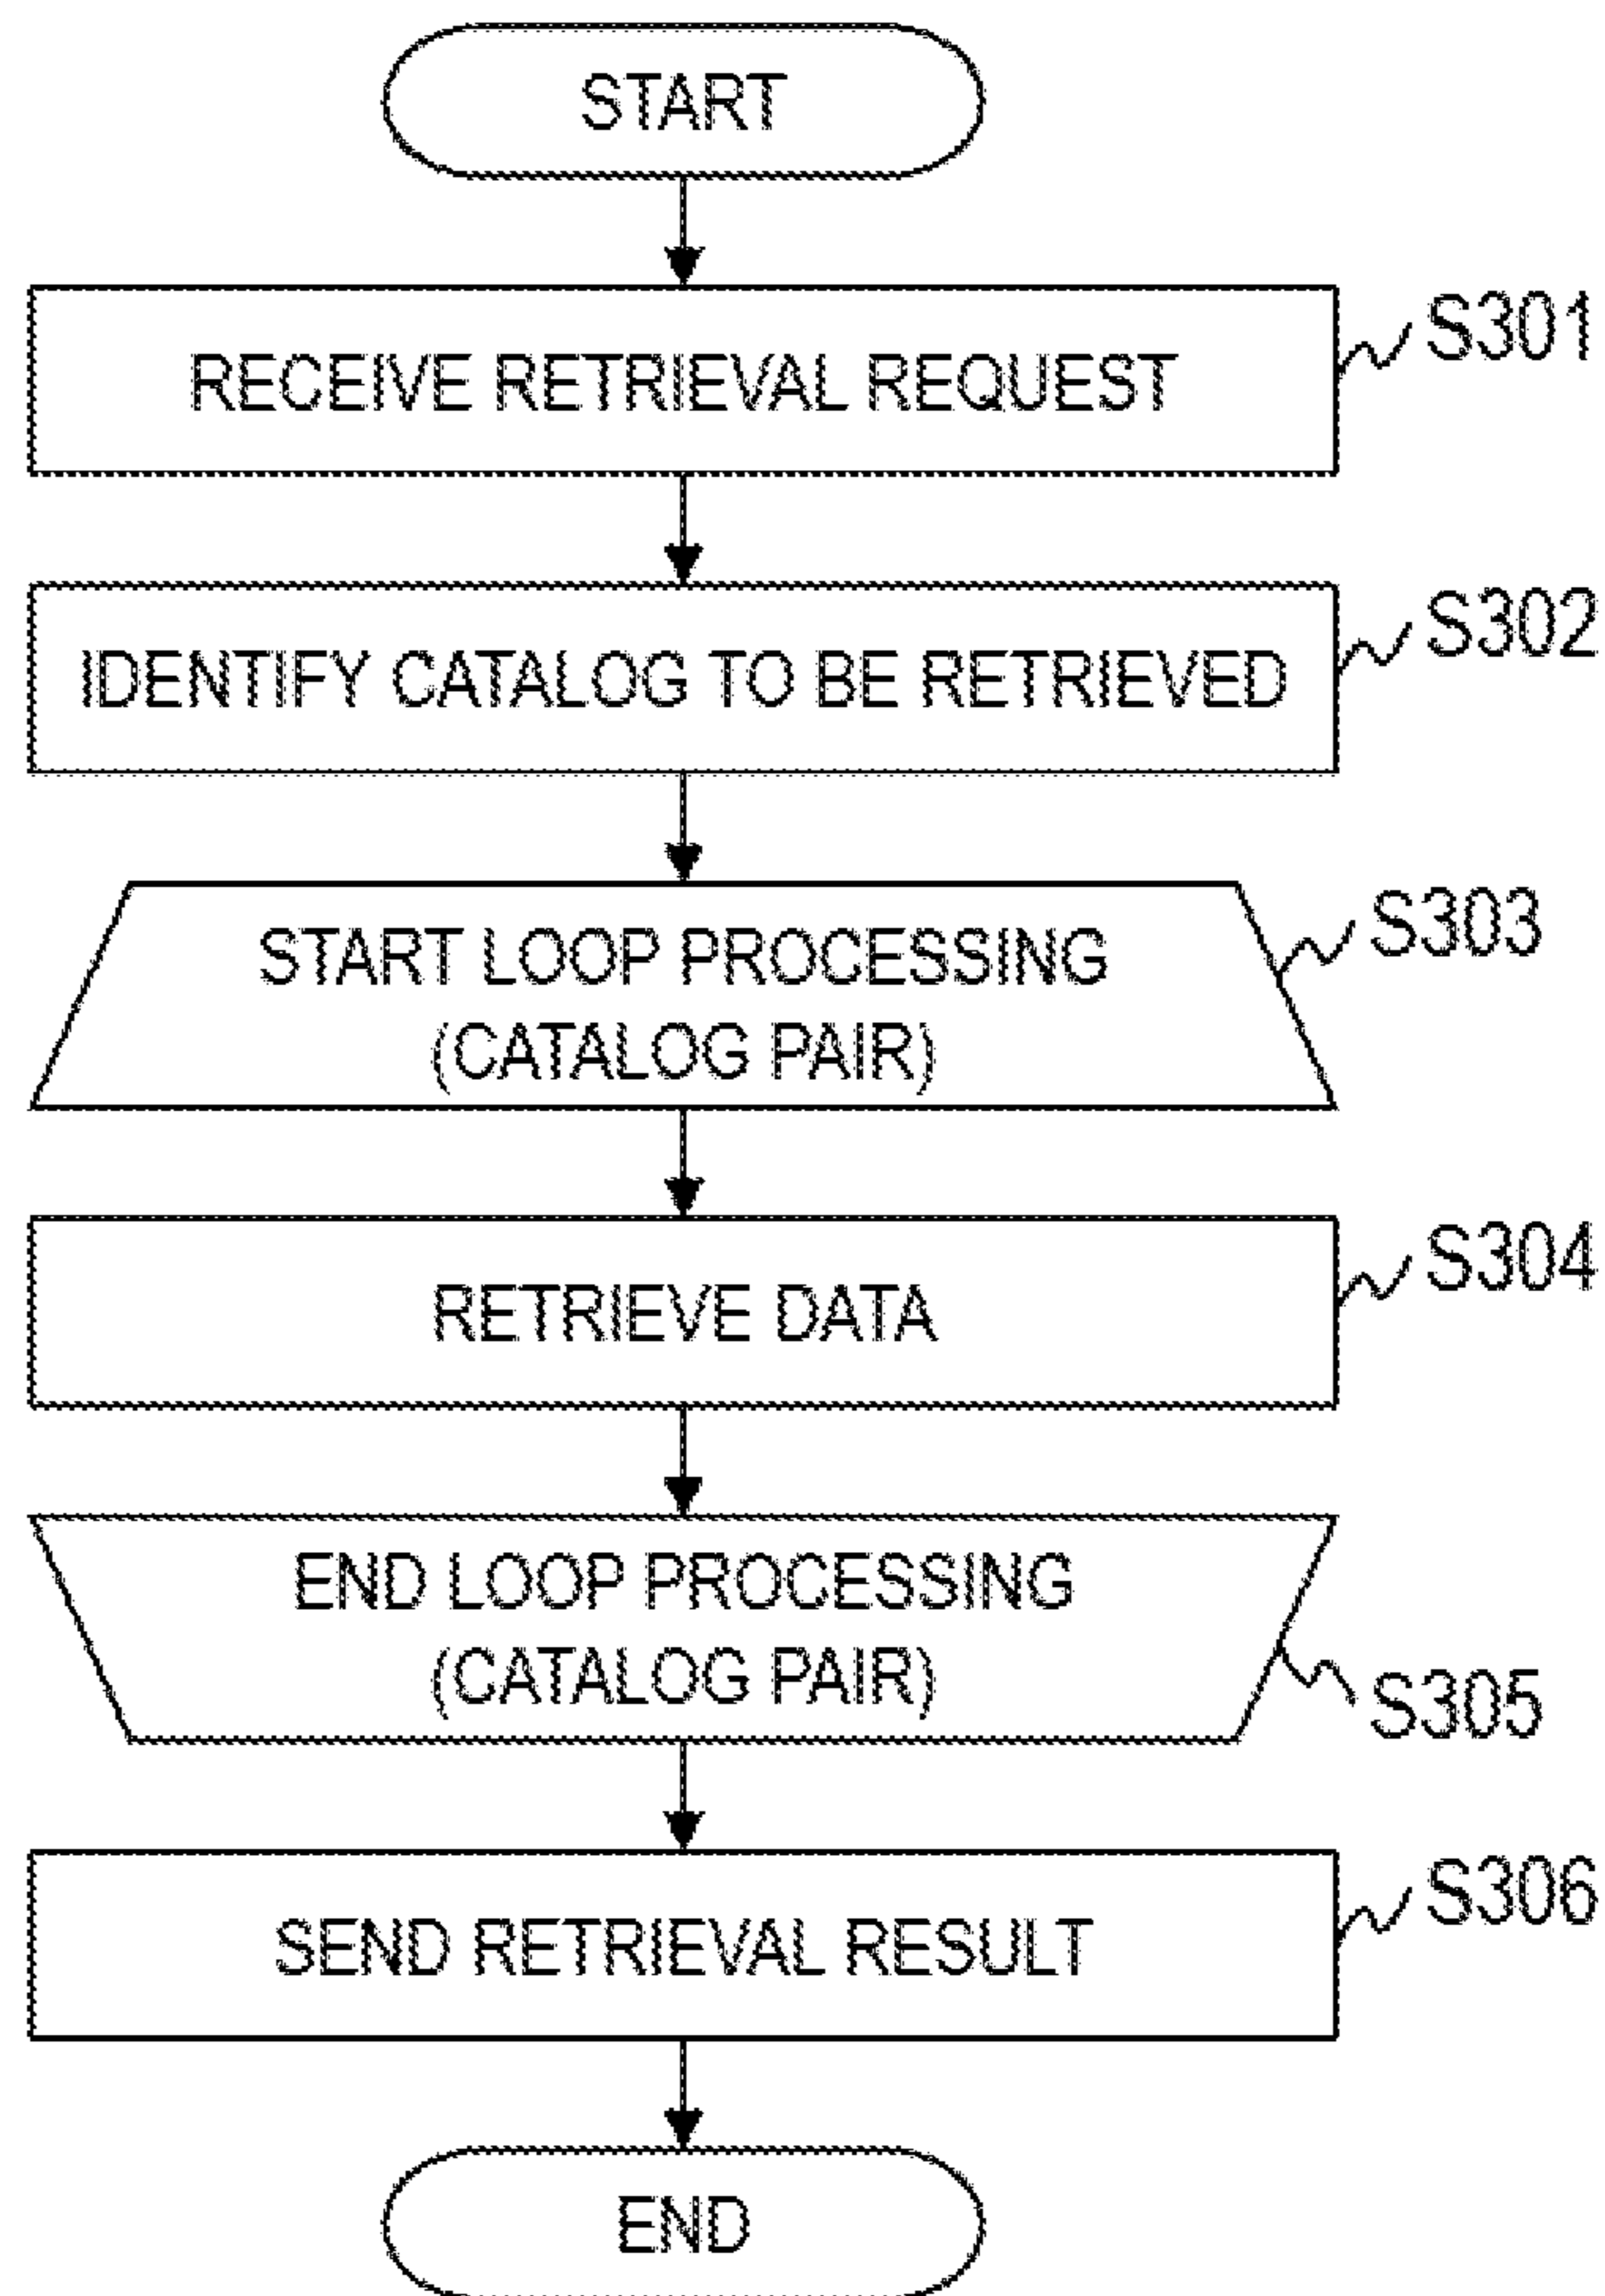 START
RECEIVE RETRIEVAL REQUEST
S301
IDENTIFY CATALOG TO BE RETRIEVED
S302
START LOOP PROCESSING
(CATALOG PAIR)
S303
RETRIEVE DATA
S304
END LOOP PROCESSING
(CATALOG PAIR)
S305
SEND RETRIEVAL RESULT
S306
END